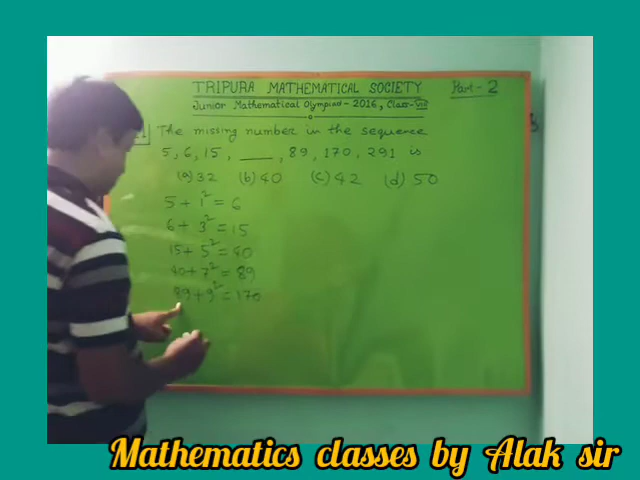 TRIPURA MATHEMATICAL SOCIETY
Part - 2
Junior Mathematical Olympiad - 2016, Class - VII
The missing number in the sequence
5, 6, 15, ___, 89, 170, 291 is
(a) 32 (b) 40 (c) 42 (d) 50
5 + 1² = 6
6 + 3² = 15
15 + 5² = 40
40 + 7² = 89
89 + 9² = 170
Mathematics classes by Alak sir